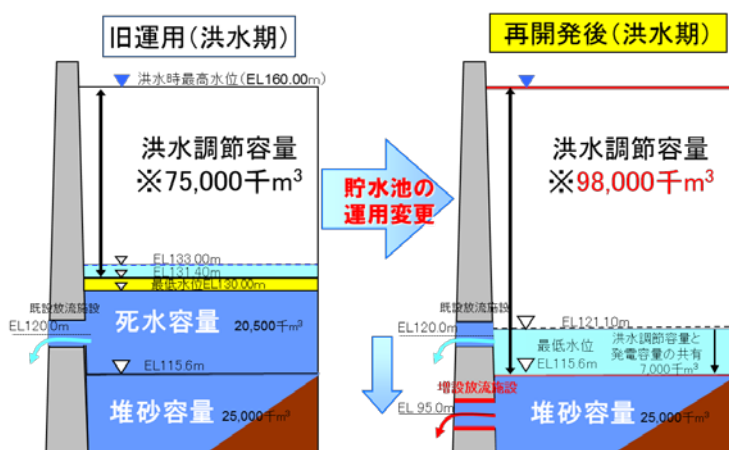 旧運用(洪水期)
洪水時最高水位(EL160.00m)
洪水調節容量
※75,000千m³
EL133.00m
EL131.40m
最低水位EL130.00m
既設放流施設
EL120.0m
死水容量 20,500千m³
EL115.6m
堆砂容量 25,000千m³
貯水池の
運用変更
再開発後(洪水期)
洪水調節容量
※98,000千m³
既設放流施設
EL120.0m
EL121.10m
最低水位
EL115.6m
洪水調節容量と
発電容量の共有
7,000千m³
増設放流施設
EL 95.0m
堆砂容量 25,000千m³